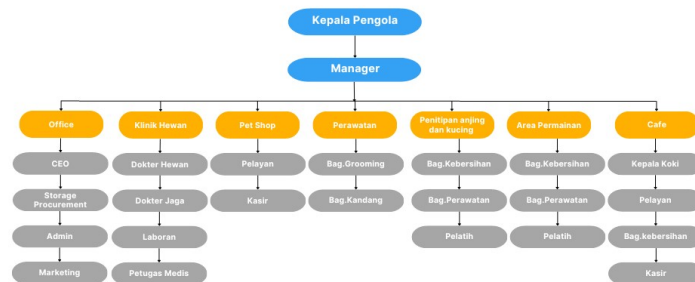 Kepala Pengola
Manager
Office
Klinik Hewan
Pet Shop
Perawatan
Penitipan anjing
dan kucing
Area Permainan
Cafe
CEO
Dokter Hewan
Pelayan
Bag.Grooming
Bag.Kebersihan
Bag.Kebersihan
Kepala Koki
Storage
Procurement
Dokter Jaga
Kasir
Bag.Kandang
Bag.Perawatan
Bag.Perawatan
Pelayan
Admin
Laboran
Pelatih
Pelatih
Bag.kebersihan
Marketing
Petugas Medis
Kasir